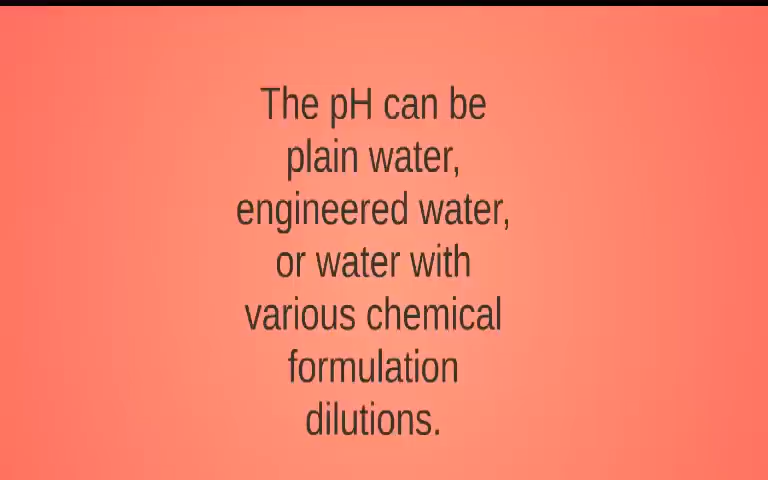 The pH can be
plain water,
engineered water,
or water with
various chemical
formulation
dilutions.